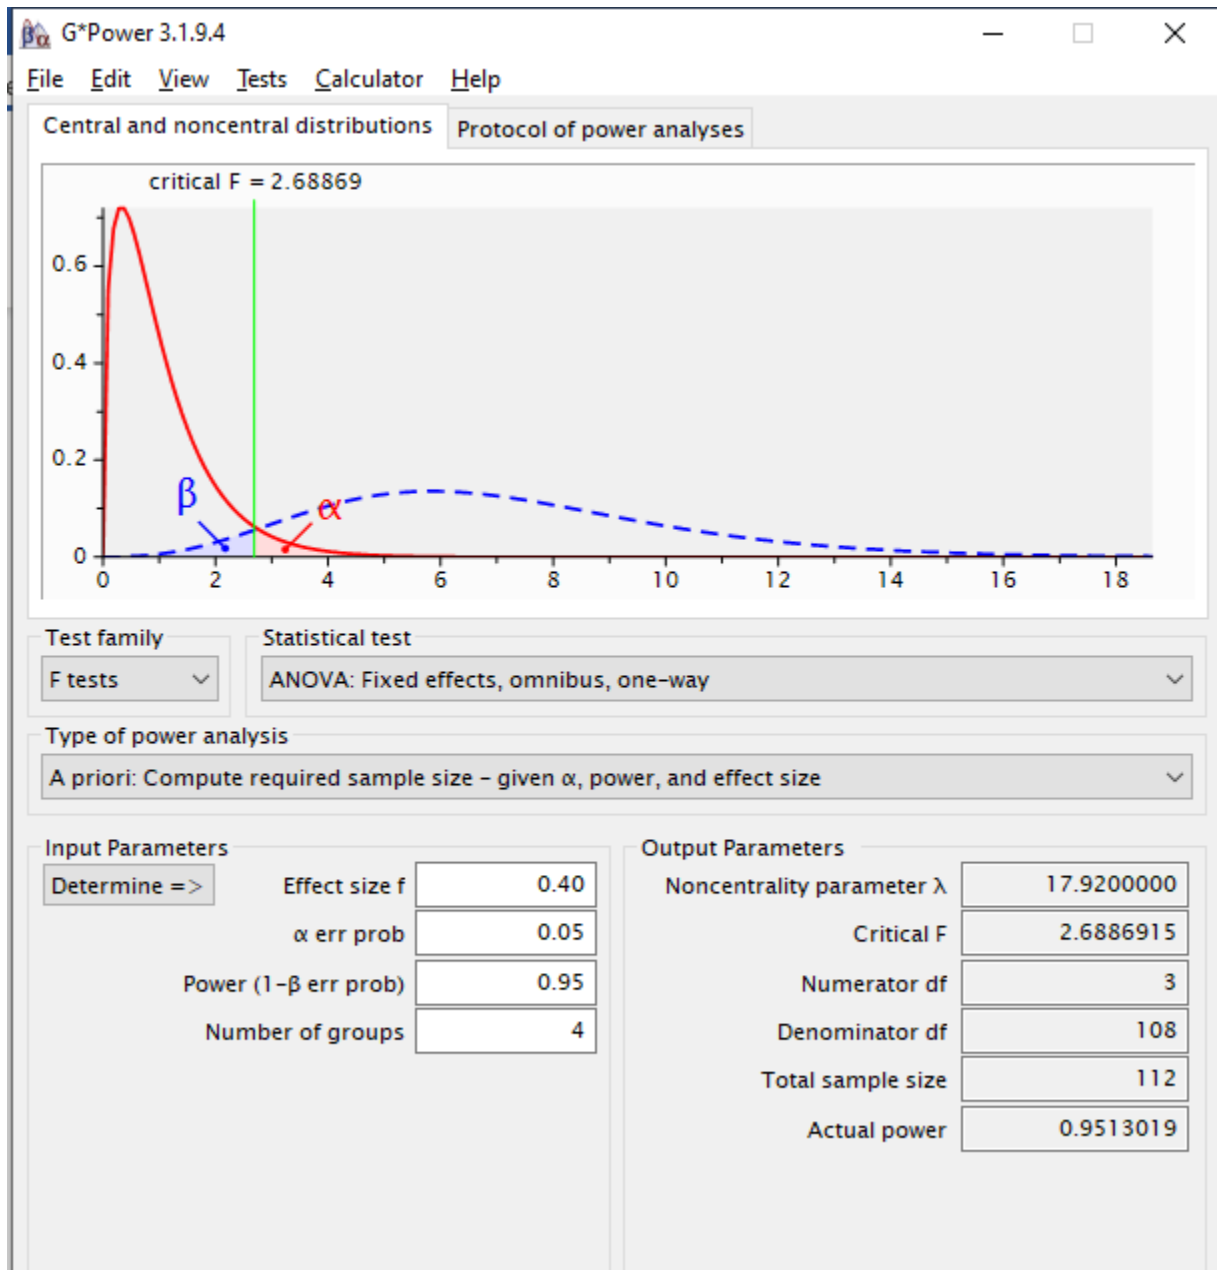 G*Power 3.1.9.4
File Edit View Tests Calculator Help
Central and noncentral distributions Protocol of power analyses
critical F = 2.68869
0.6
0.4
0.2
β α
0
0 2 4 6 8 10 12 14 16 18
Test family Statistical test
F tests ANOVA: Fixed effects, omnibus, one-way
Type of power analysis
A priori: Compute required sample size - given α, power, and effect size
Input Parameters Output Parameters
Determine => Effect size f 0.40 Noncentrality parameter λ 17.9200000
α err prob 0.05 Critical F 2.6886915
Power (1-β err prob) 0.95 Numerator df 3
Number of groups 4 Denominator df 108
Total sample size 112
Actual power 0.9513019